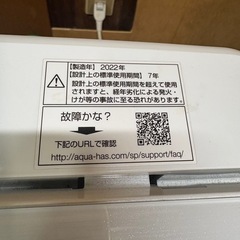 【製造年】2022年
【設計上の標準使用期間】7年
設計上の標準使用期間を超えて使用
されますと、経年劣化による発火・
けが等の事故に至る恐れがあります。
故障かな？
下記のURLで確認
http://aqua-has.com/sp/support/faq/